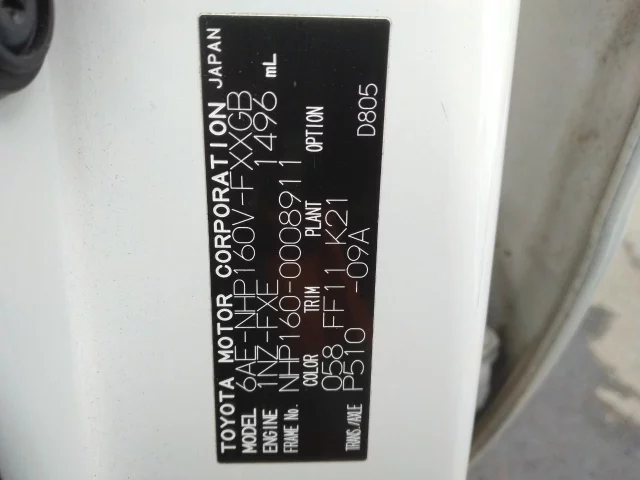 TOYOTA MOTOR CORPORATION JAPAN
MODEL 6AE-NHP160V-FXXGB
ENGINE 1NZ-FXE 1496 mL
FRAME No. NHP160-0008911
COLOR TRIM PLANT OPTION
058 FF11 K21
TRANS./AXLE P510 -09A D805